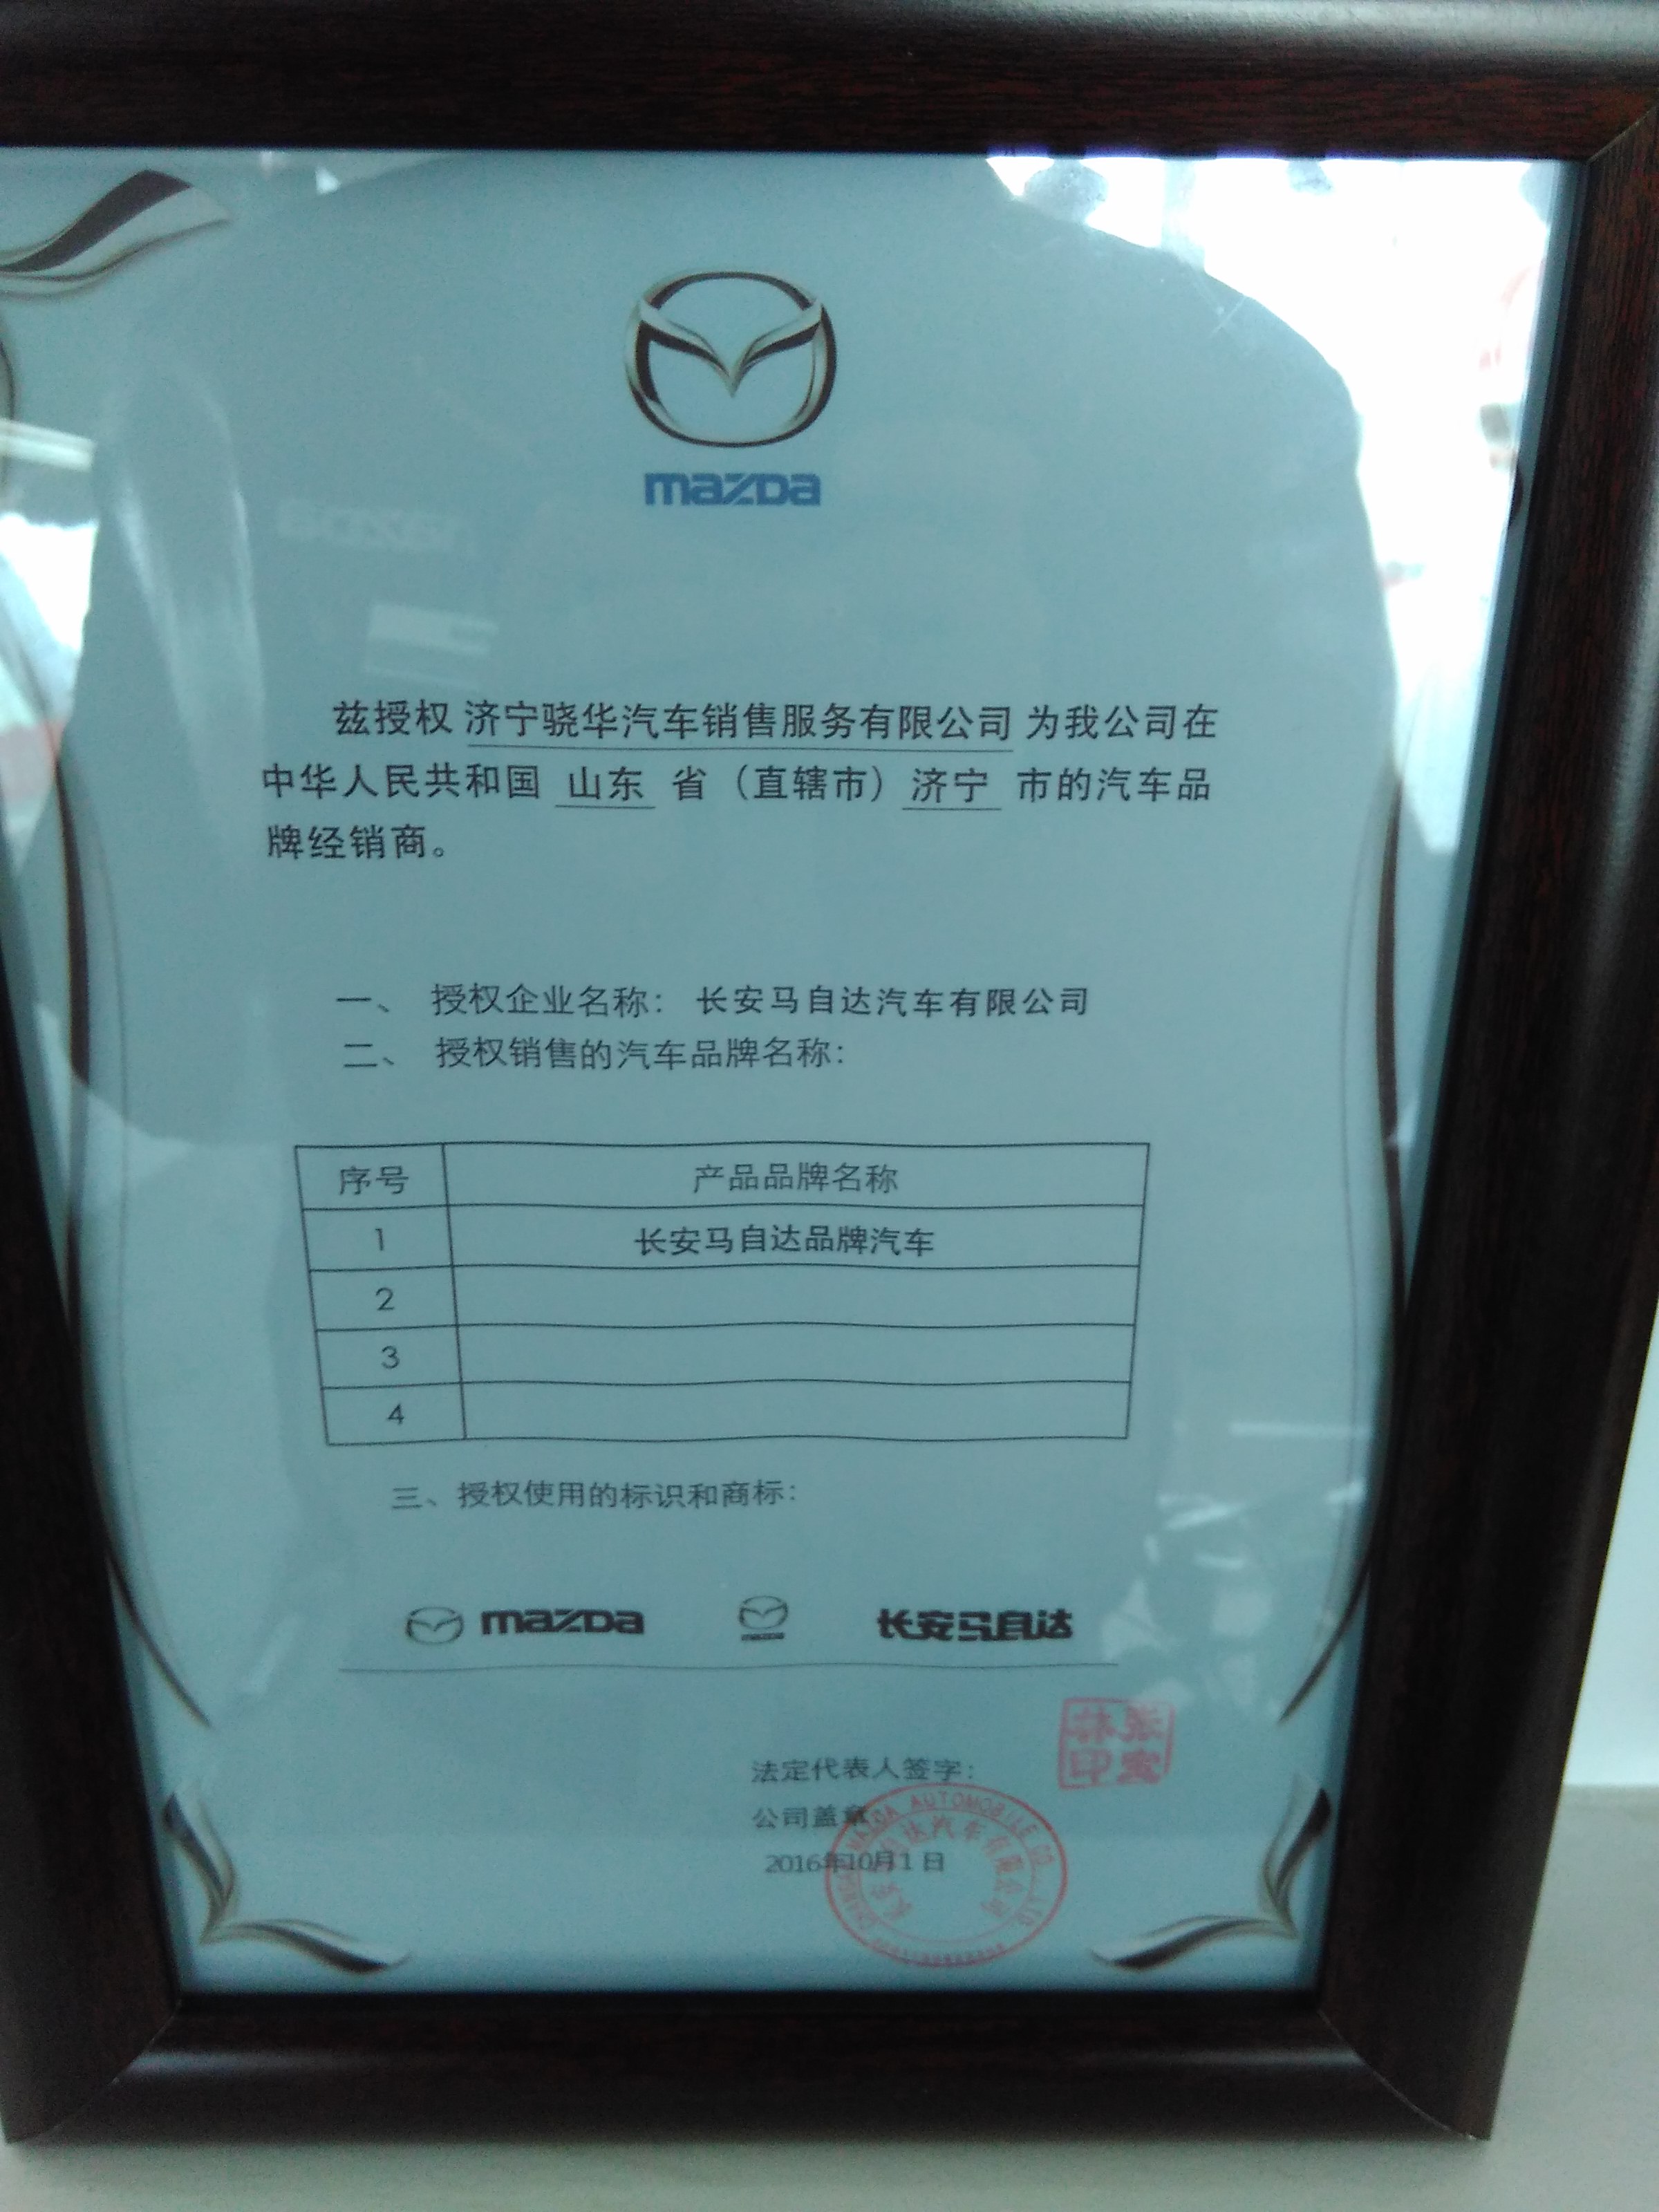 mazda
兹授权 济宁骁华汽车销售服务有限公司 为我公司在
中华人民共和国 山东 省（直辖市）济宁 市的汽车品
牌经销商。
一、 授权企业名称： 长安马自达汽车有限公司
二、 授权销售的汽车品牌名称：
序号 产品品牌名称
1 长安马自达品牌汽车
2
3
4
三、授权使用的标识和商标：
mazda 长安马自达
法定代表人签字：
公司盖章
2016年10月1日
MAZDA AUTOMOBILE CO., LTD